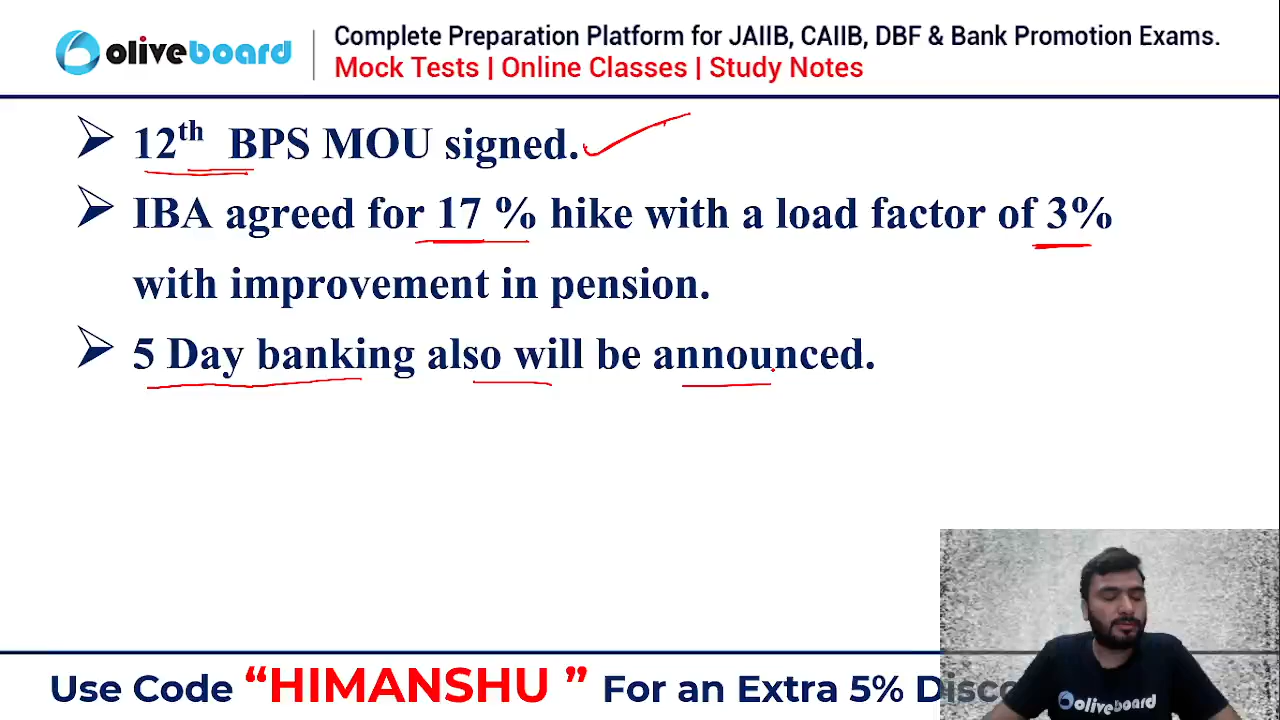 oliveboard
Complete Preparation Platform for JAIIB, CAIIB, DBF & Bank Promotion Exams.
Mock Tests | Online Classes | Study Notes
12th BPS MOU signed.
IBA agreed for 17 % hike with a load factor of 3%
with improvement in pension.
5 Day banking also will be announced.
Use Code “HIMANSHU ” For an Extra 5% Disco
oliveboard